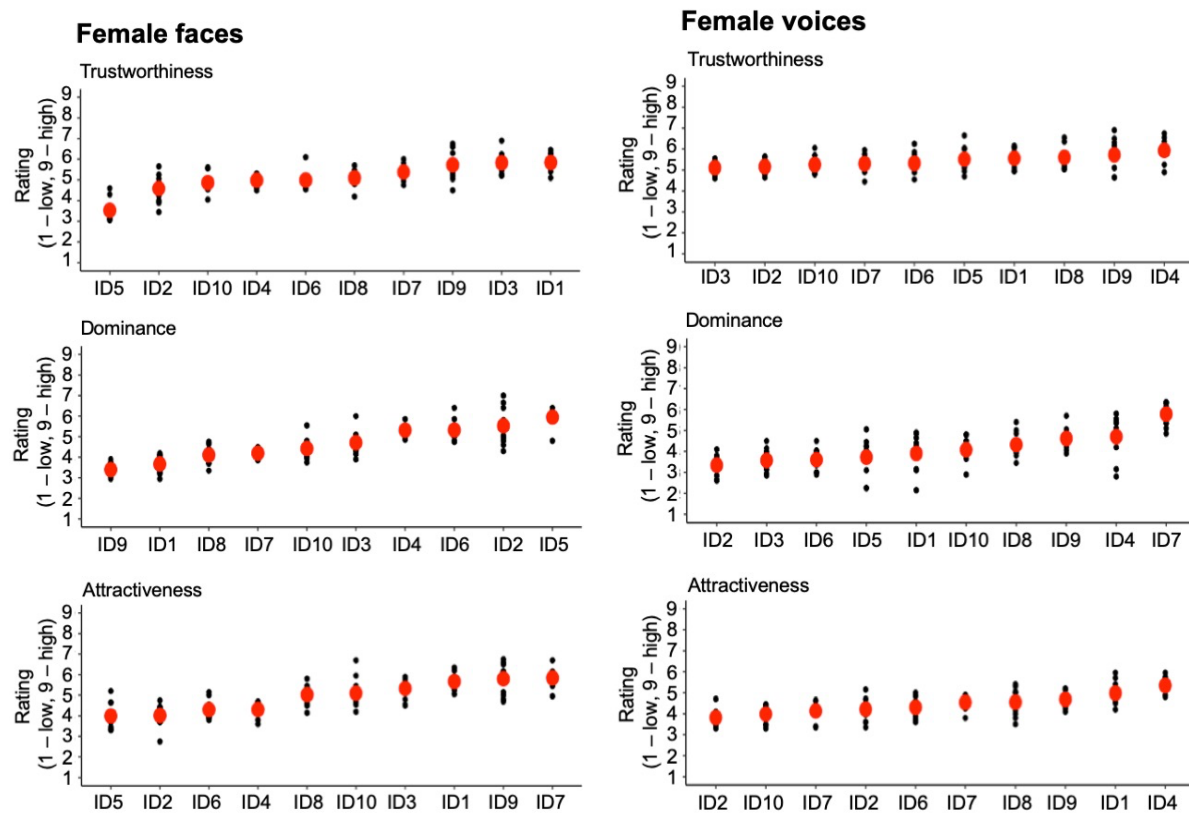 Female faces
Trustworthiness
Rating
(1 – low, 9 – high)
9
8
7
6
5
4
3
2
1
ID5 ID2 ID10 ID4 ID6 ID8 ID7 ID9 ID3 ID1
Dominance
Rating
(1 – low, 9 – high)
9
8
7
6
5
4
3
2
1
ID9 ID1 ID8 ID7 ID10 ID3 ID4 ID6 ID2 ID5
Attractiveness
Rating
(1 – low, 9 – high)
9
8
7
6
5
4
3
2
1
ID5 ID2 ID6 ID4 ID8 ID10 ID3 ID1 ID9 ID7
Female voices
Trustworthiness
Rating
(1 – low, 9 – high)
9
8
7
6
5
4
3
2
1
ID3 ID2 ID10 ID7 ID6 ID5 ID1 ID8 ID9 ID4
Dominance
Rating
(1 – low, 9 – high)
9
8
7
6
5
4
3
2
1
ID2 ID3 ID6 ID5 ID1 ID10 ID8 ID9 ID4 ID7
Attractiveness
Rating
(1 – low, 9 – high)
9
8
7
6
5
4
3
2
1
ID2 ID10 ID7 ID2 ID6 ID7 ID8 ID9 ID1 ID4